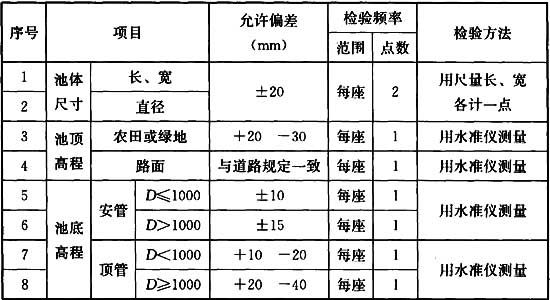 序号 项目 允许偏差（mm） 检验频率 检验方法
范围 点数
1 池体尺寸 长、宽 ±20 每座 2 用尺量长、宽各计一点
2 直径
3 池顶高程 农田或绿地 +20 -30 每座 1 用水准仪测量
4 路面 与道路规定一致 每座 1 用水准仪测量
5 池底高程 安管 D≤1000 ±10 每座 1 用水准仪测量
6 D>1000 ±15 每座 1
7 顶管 D<1000 +10 -20 每座 1 用水准仪测量
8 D≥1000 +20 -40 每座 1